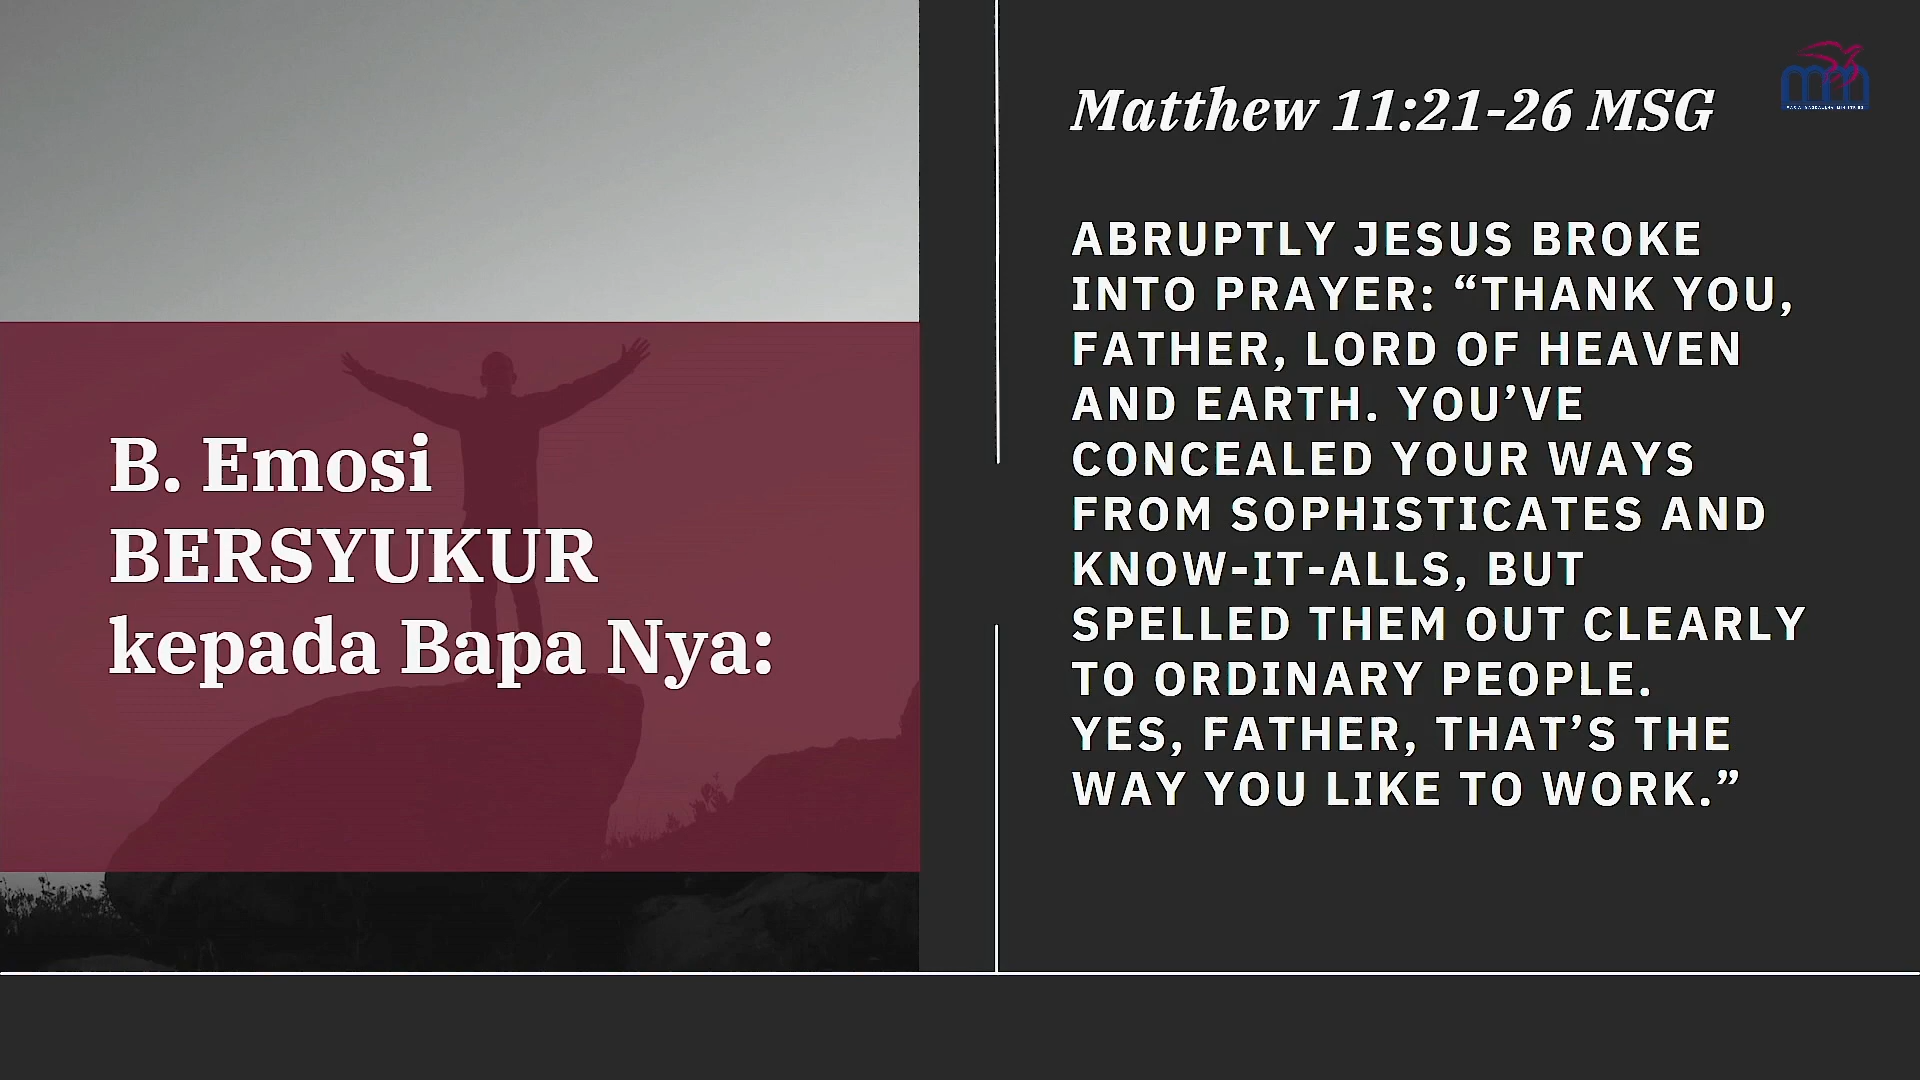 B. Emosi
BERSYUKUR
kepada Bapa Nya:
Matthew 11:21-26 MSG
ABRUPTLY JESUS BROKE
INTO PRAYER: “THANK YOU,
FATHER, LORD OF HEAVEN
AND EARTH. YOU’VE
CONCEALED YOUR WAYS
FROM SOPHISTICATES AND
KNOW-IT-ALLS, BUT
SPELLED THEM OUT CLEARLY
TO ORDINARY PEOPLE.
YES, FATHER, THAT’S THE
WAY YOU LIKE TO WORK.”